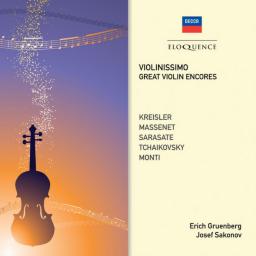 DECCA
ELOQUENCE
VIOLINISSIMO
GREAT VIOLIN ENCORES
KREISLER
MASSENET
SARASATE
TCHAIKOVSKY
MONTI
Erich Gruenberg
Josef Sakonov